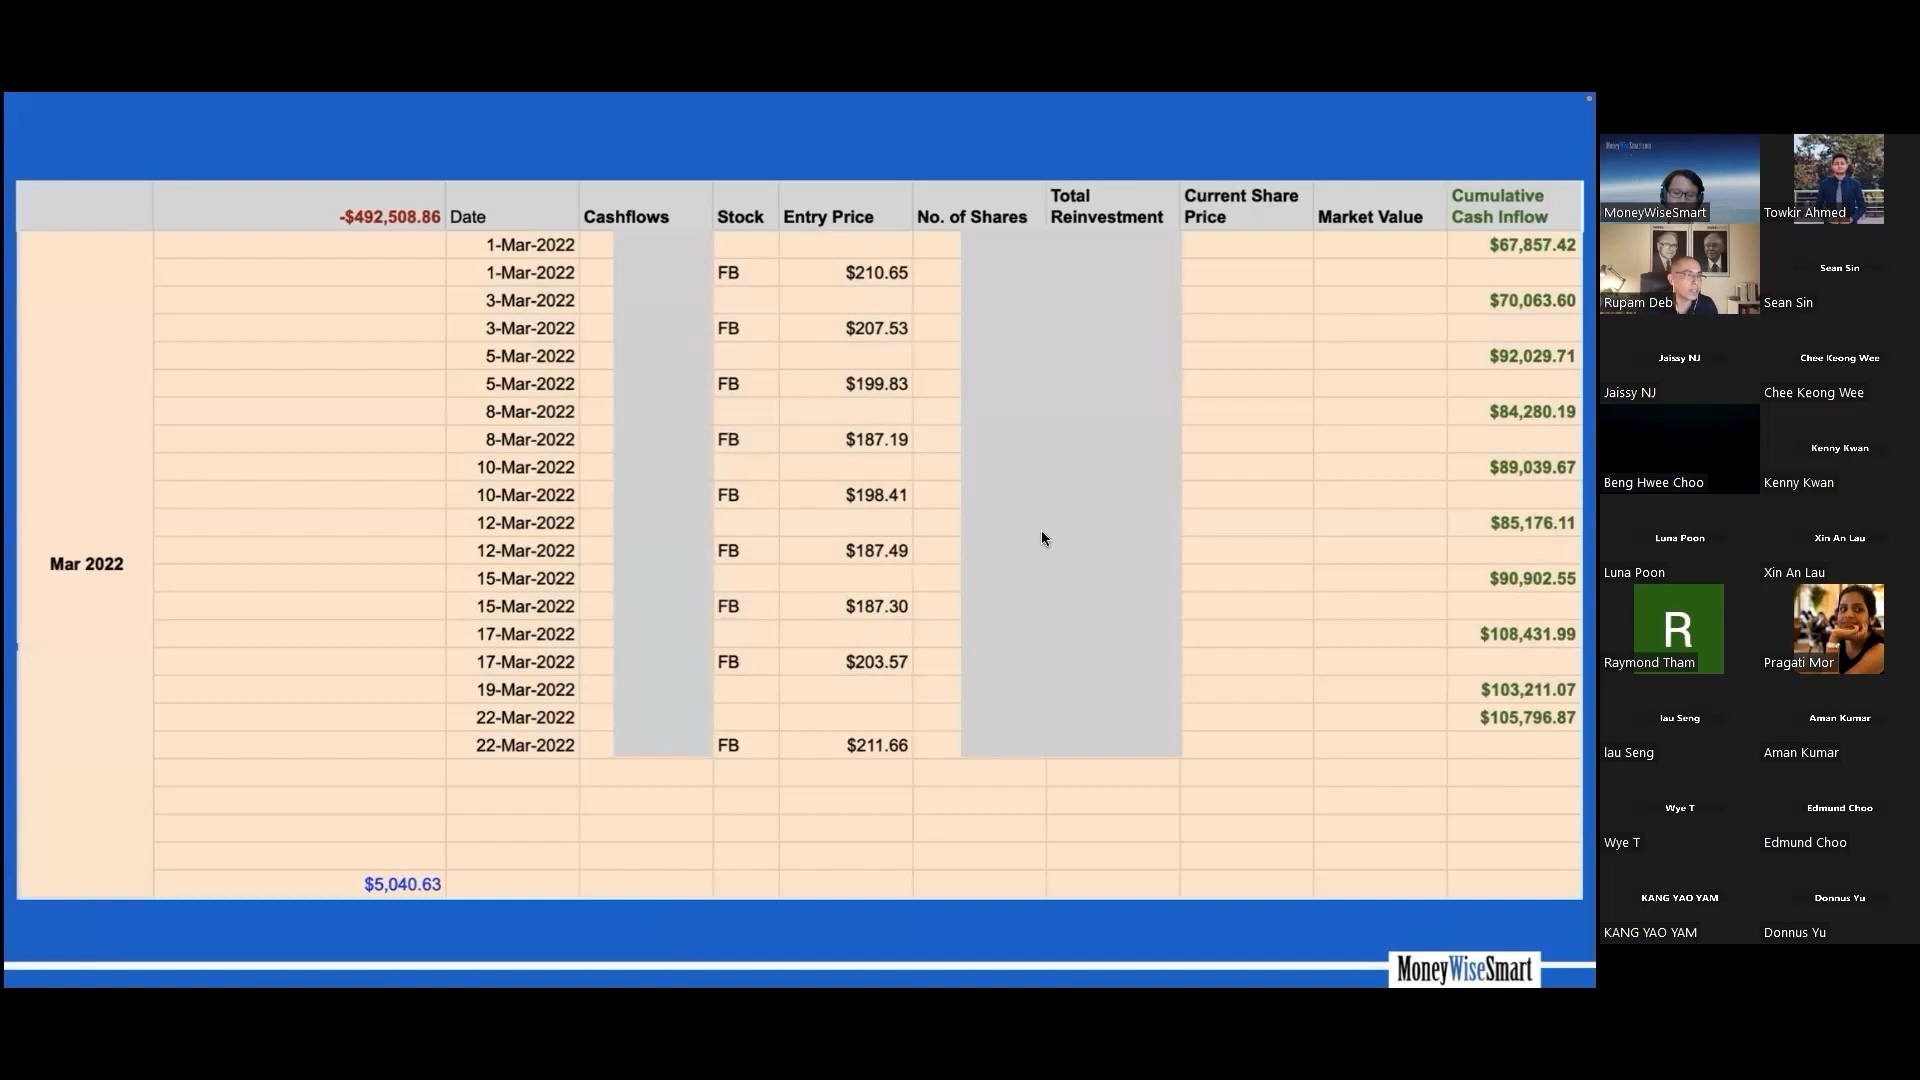 -$492,508.86 Date Cashflows Stock Entry Price No. of Shares Total Reinvestment Current Share Price Market Value Cumulative Cash Inflow
1-Mar-2022 $67,857.42
1-Mar-2022 FB $210.65
3-Mar-2022 $70,063.60
3-Mar-2022 FB $207.53
5-Mar-2022 $92,029.71
5-Mar-2022 FB $199.83
8-Mar-2022 $84,280.19
8-Mar-2022 FB $187.19
10-Mar-2022 $89,039.67
10-Mar-2022 FB $198.41
12-Mar-2022 $85,176.11
12-Mar-2022 FB $187.49
Mar 2022
15-Mar-2022 $90,902.55
15-Mar-2022 FB $187.30
17-Mar-2022 $108,431.99
17-Mar-2022 FB $203.57
19-Mar-2022 $103,211.07
22-Mar-2022 $105,796.87
22-Mar-2022 FB $211.66
$5,040.63
MoneyWiseSmart
MoneyWiseSmart.com
MoneyWiseSmart Towkir Ahmed
Sean Sin
Rupam Deb Sean Sin
Jaissy NJ Chee Keong Wee
Jaissy NJ Chee Keong Wee
Kenny Kwan
Beng Hwee Choo Kenny Kwan
Luna Poon Xin An Lau
Luna Poon Xin An Lau
R
Raymond Tham Pragati Mor
lau Seng Aman Kumar
lau Seng Aman Kumar
Wye T Edmund Choo
Wye T Edmund Choo
KANG YAO YAM Donnus Yu
KANG YAO YAM Donnus Yu